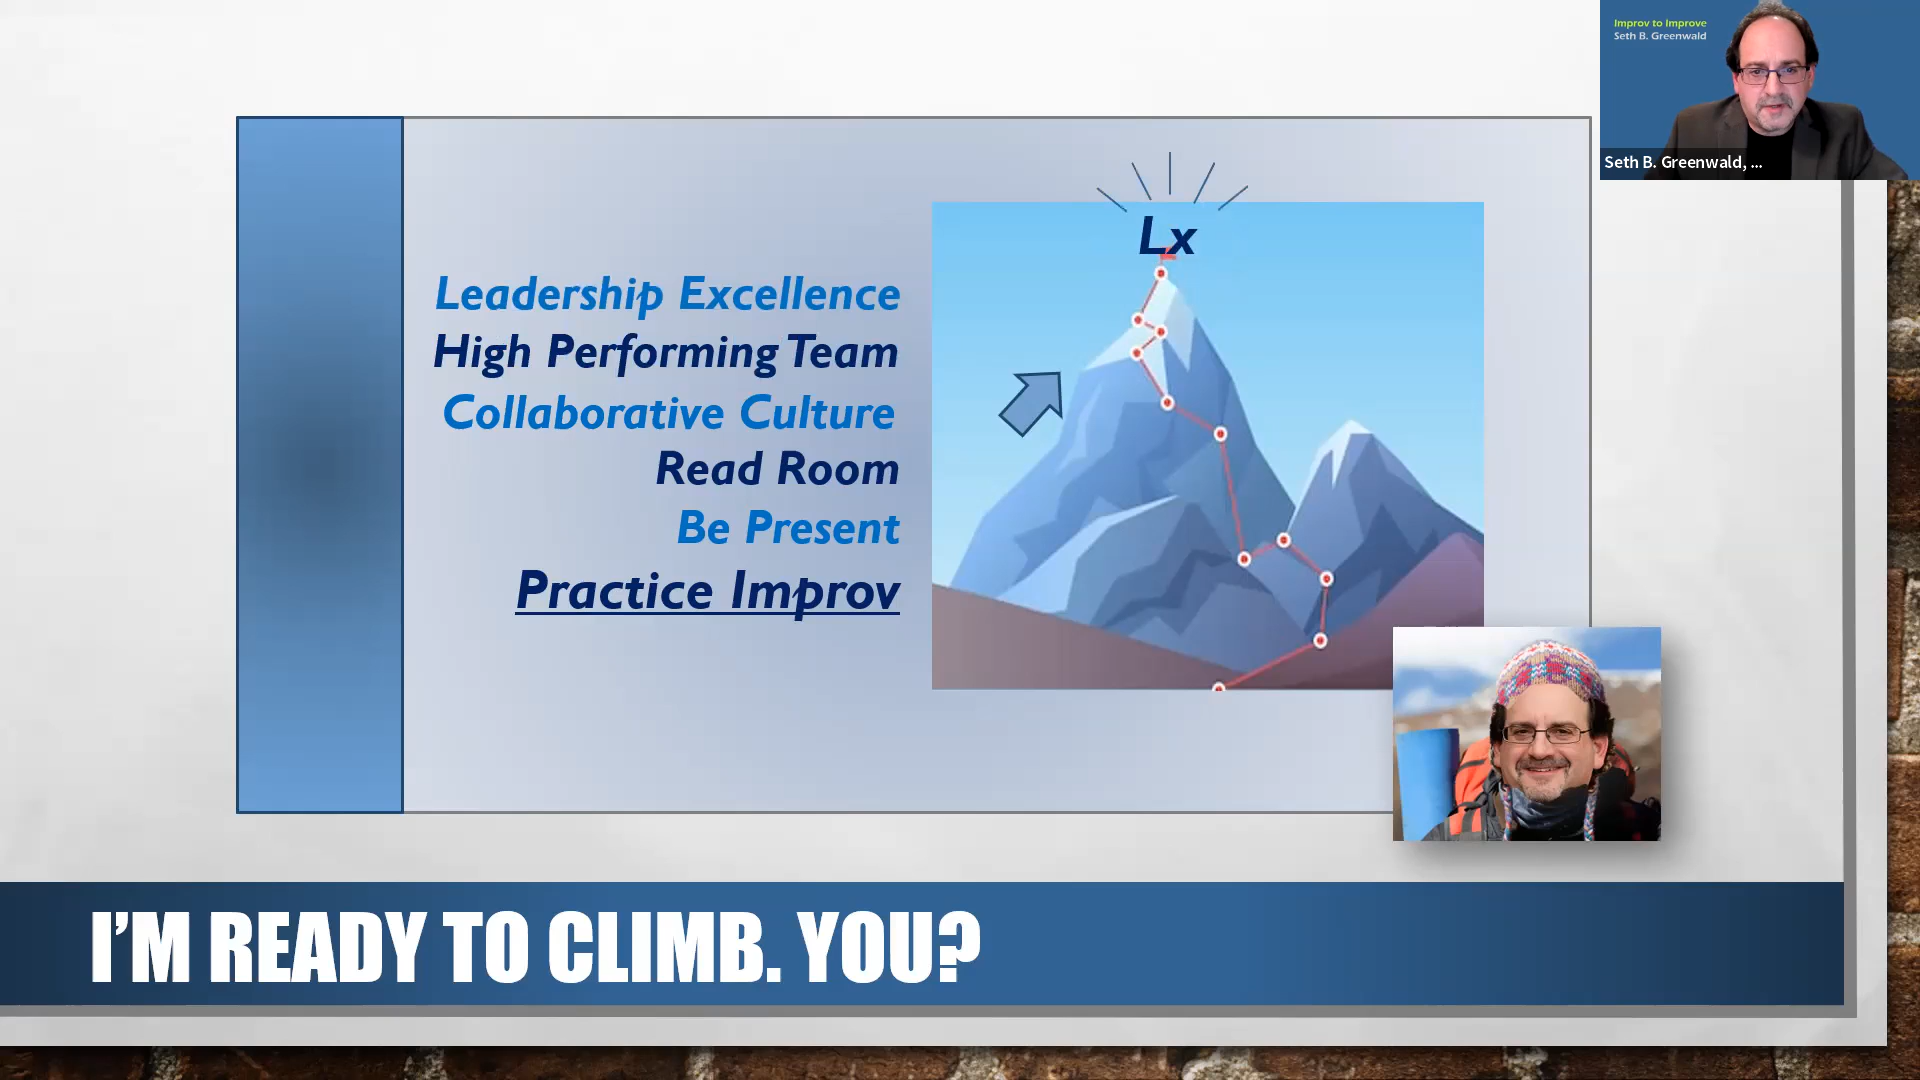 Improv to Improve
Seth B. Greenwald
Seth B. Greenwald, ...
Lx
Leadership Excellence
High Performing Team
Collaborative Culture
Read Room
Be Present
Practice Improv
I'M READY TO CLIMB. YOU?